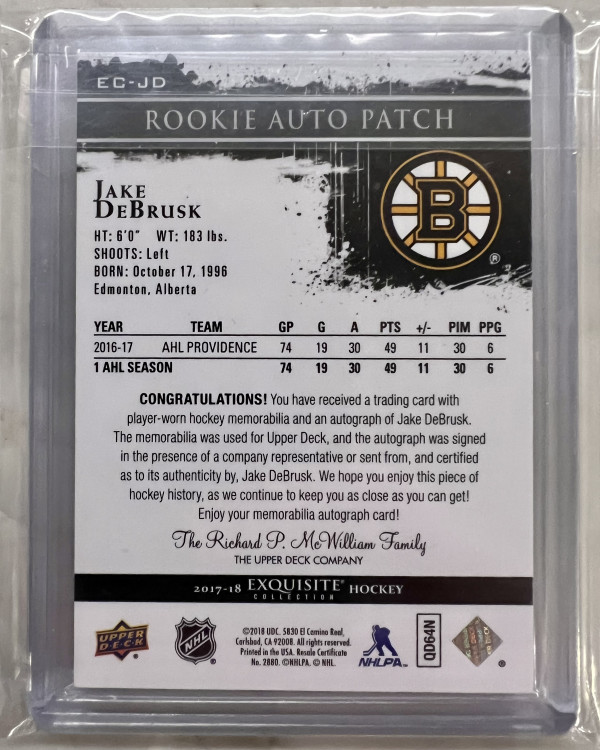 EC-JD
ROOKIE AUTO PATCH
JAKE
DEBRUSK
B
®
HT: 6'0" WT: 183 lbs.
SHOOTS: Left
BORN: October 17, 1996
Edmonton, Alberta
YEAR TEAM GP G A PTS +/- PIM PPG
2016-17 AHL PROVIDENCE 74 19 30 49 11 30 6
1 AHL SEASON 74 19 30 49 11 30 6
CONGRATULATIONS! You have received a trading card with
player-worn hockey memorabilia and an autograph of Jake DeBrusk.
The memorabilia was used for Upper Deck, and the autograph was signed
in the presence of a company representative or sent from, and certified
as to its authenticity by, Jake DeBrusk. We hope you enjoy this piece of
hockey history, as we continue to keep you as close as you can get!
Enjoy your memorabilia autograph card!
The Richard P. McWilliam Family
THE UPPER DECK COMPANY
2017-18 EXQUISITE® HOCKEY
COLLECTION
UPPER
DECK
NHL
©2018 UDC. 5830 El Camino Real,
Carlsbad, CA 92008. All rights reserved.
Printed in the USA. Resale Certificate
No. 2880. ©NHLPA. © NHL.
NHLPA
QD64N
®